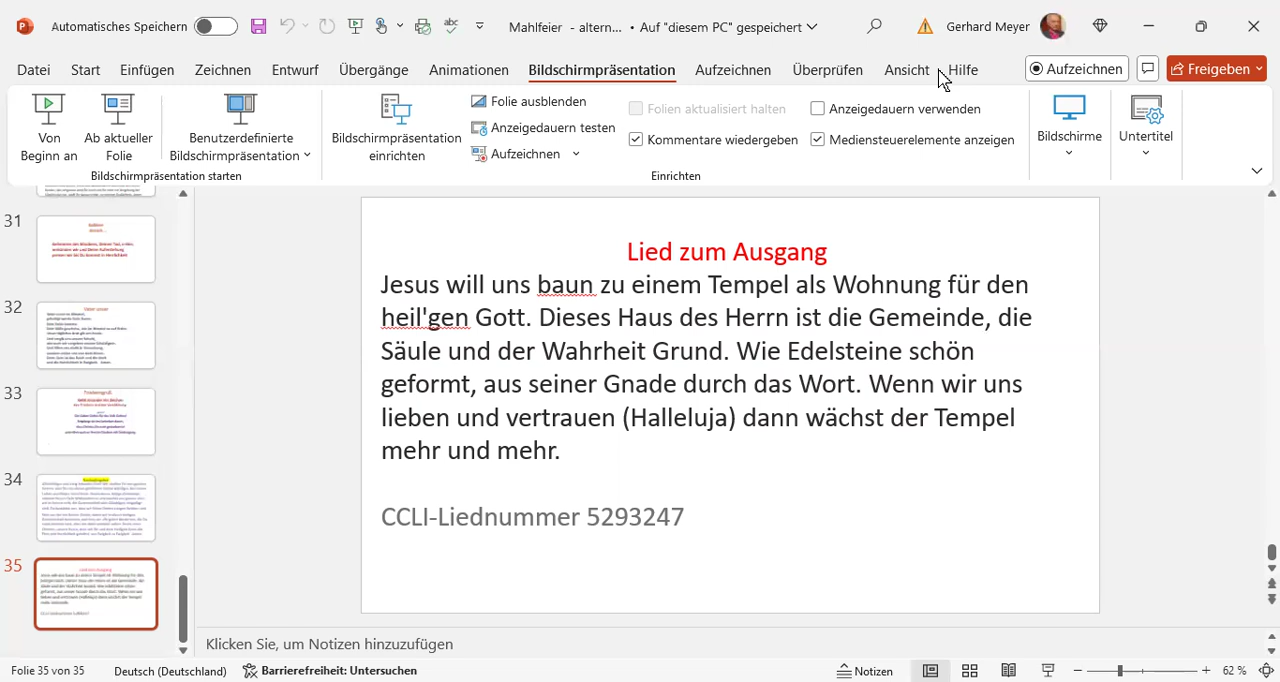 Automatisches Speichern
Mahlfeier - altern... • Auf "diesem PC" gespeichert
Gerhard Meyer
Datei Start Einfügen Zeichnen Entwurf Übergänge Animationen Bildschirmpräsentation Aufzeichnen Überprüfen Ansicht Hilfe Aufzeichnen Freigeben
Von Beginn an
Ab aktueller Folie
Benutzerdefinierte Bildschirmpräsentation
Bildschirmpräsentation starten
Bildschirmpräsentation einrichten
Folie ausblenden
Anzeigedauern testen
Aufzeichnen
Folien aktualisiert halten
Kommentare wiedergeben
Anzeigedauern verwenden
Mediensteuerelemente anzeigen
Einrichten
Bildschirme
Untertitel
31
32
33
34
35
Lied zum Ausgang
Jesus will uns baun zu einem Tempel als Wohnung für den
heil'gen Gott. Dieses Haus des Herrn ist die Gemeinde, die
Säule und der Wahrheit Grund. Wie Edelsteine schön
geformt, aus seiner Gnade durch das Wort. Wenn wir uns
lieben und vertrauen (Halleluja) dann wächst der Tempel
mehr und mehr.
CCLI-Liednummer 5293247
Klicken Sie, um Notizen hinzuzufügen
Folie 35 von 35 Deutsch (Deutschland) Barrierefreiheit: Untersuchen Notizen 62 %